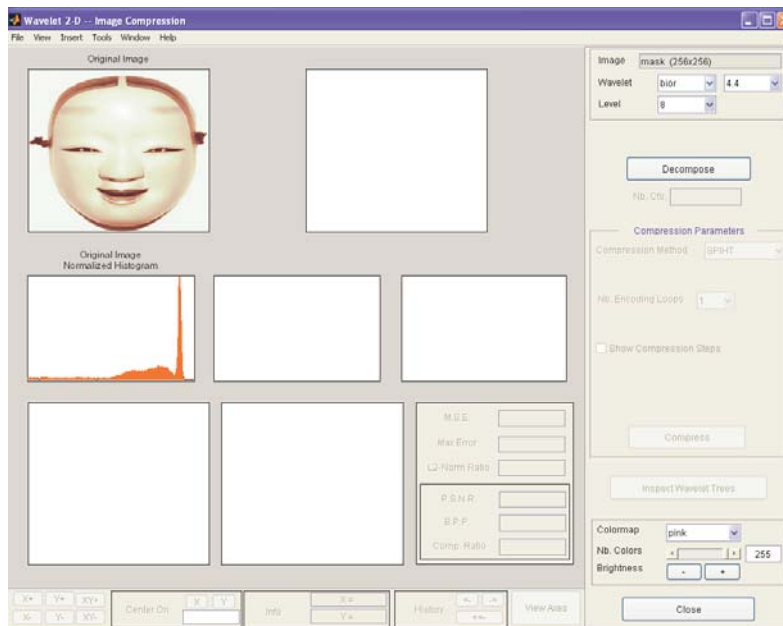 Wavelet 2-D -- Image Compression
File View Insert Tools Window Help
Original Image
Original Image
Normalized Histogram
M.S.E.
Max Error
L2-Norm Ratio
P.S.N.R.
B.P.P.
Comp. Ratio
Image mask (256x256)
Wavelet bior 4.4
Level 8
Decompose
Nb. Cfs.
Compression Parameters
Compression Method SPIHT
Nb. Encoding Loops 1
Show Compression Steps
Compress
Inspect Wavelet Trees
Colormap pink
Nb. Colors 255
Brightness - +
X+ Y+ XY+
X- Y- XY-
Center On X Y
Info X = Y =
History
View Axes
Close